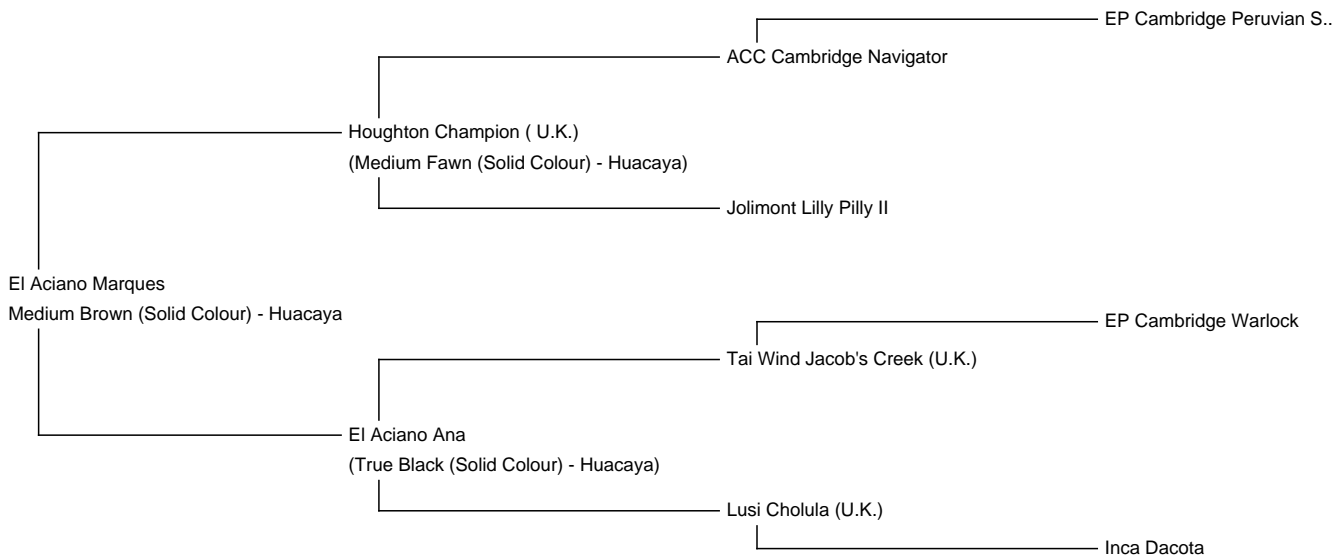 EP Cambridge Peruvian S..
ACC Cambridge Navigator
Houghton Champion ( U.K.)
(Medium Fawn (Solid Colour) - Huacaya)
Jolimont Lilly Pilly II
El Aciano Marques
Medium Brown (Solid Colour) - Huacaya
EP Cambridge Warlock
Tai Wind Jacob's Creek (U.K.)
El Aciano Ana
(True Black (Solid Colour) - Huacaya)
Lusi Cholula (U.K.)
Inca Dacota